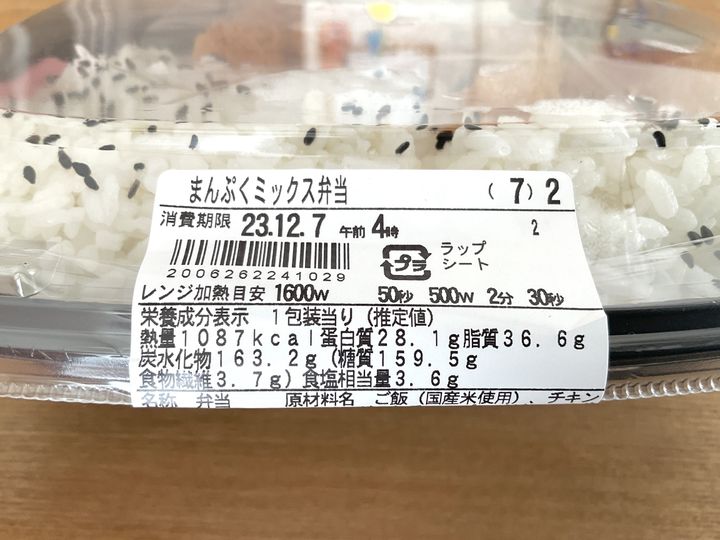 まんぷくミックス弁当 (7)2
消費期限 23.12.7 午前 4時 2
プラ ラップ
シート
2006262241029
レンジ加熱目安 1600W 50秒 500W 2分 30秒
栄養成分表示 1包装当り(推定値)
熱量1087kcal蛋白質28.1g脂質36.6g
炭水化物163.2g(糖質159.5g
食物繊維3.7g)食塩相当量3.6g
名称 弁当 原材料名 ご飯(国産米使用)、チキン